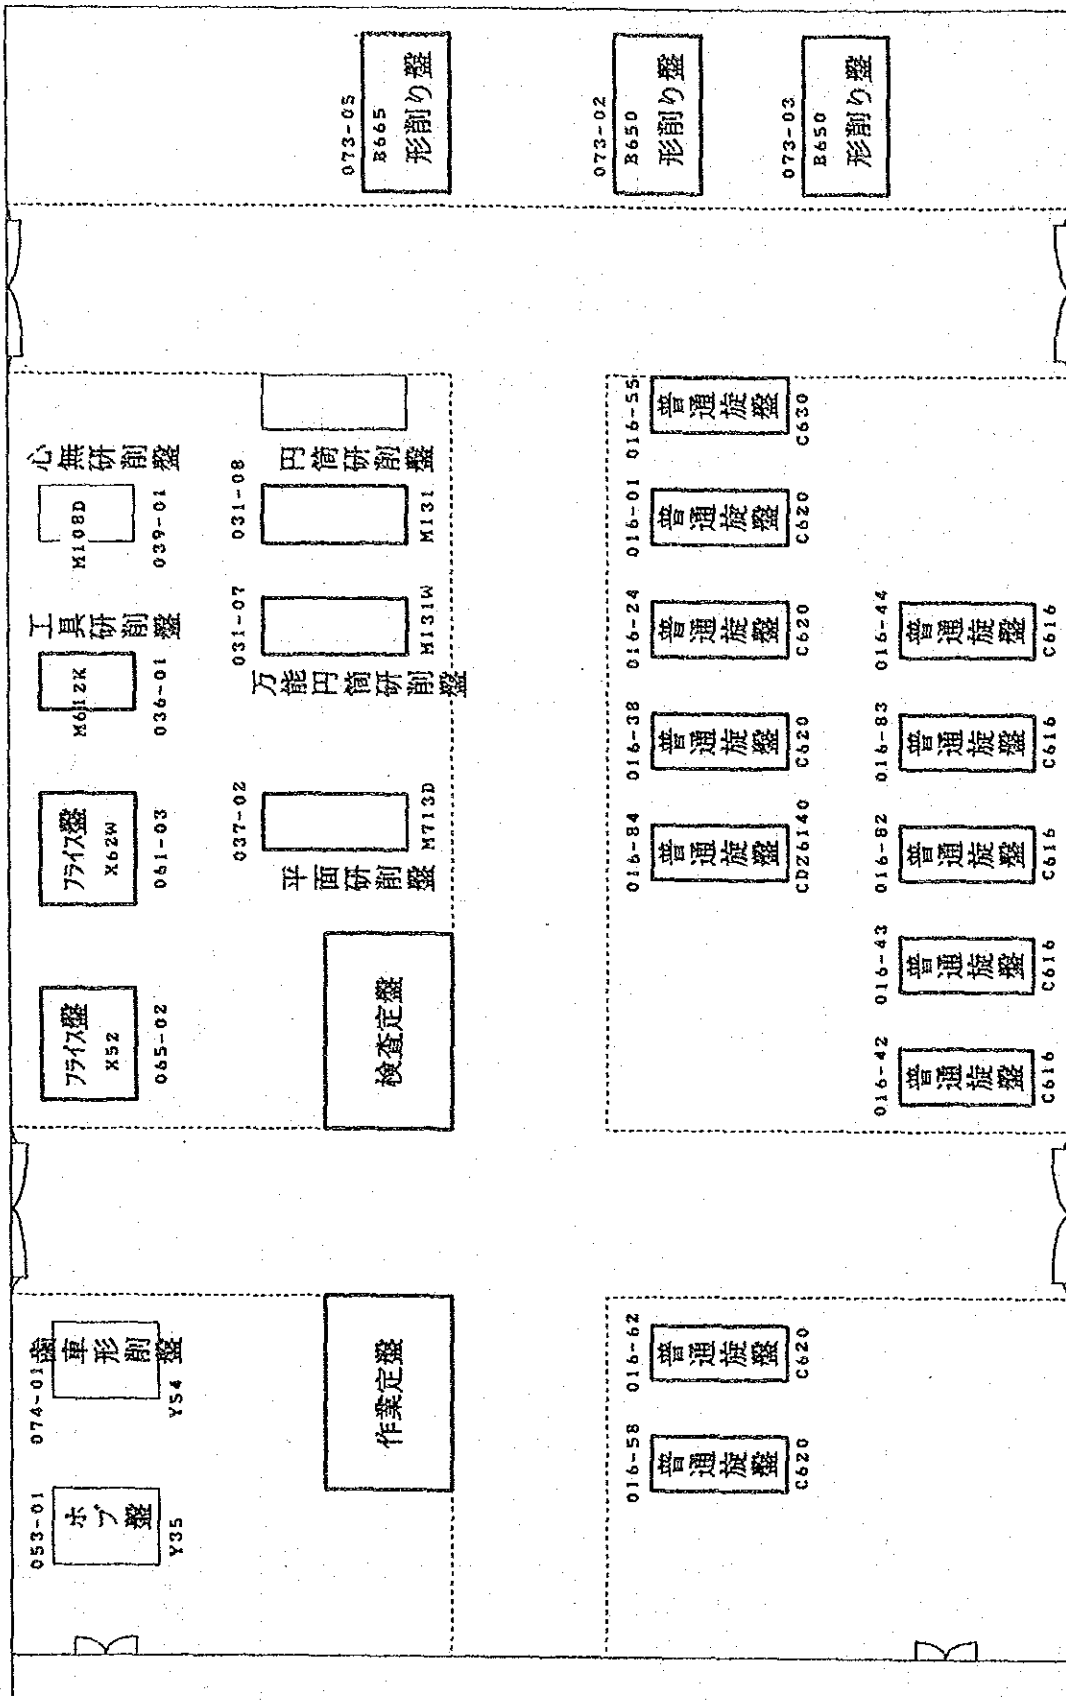 073-05
B665
形削り盤
073-02
B650
形削り盤
073-03
B650
形削り盤
心無研削盤
M108D
039-01
工具研削盤
M612K
036-01
フライス盤
X62W
061-03
フライス盤
X52
065-02
円筒研削盤
031-08
M131
031-07
M131W
万能円筒研削盤
037-02
M713D
平面研削盤
検査定盤
016-55
普通旋盤
C630
016-01
普通旋盤
C620
016-24
普通旋盤
C620
016-38
普通旋盤
C620
016-84
普通旋盤
CDZ6140
016-44
普通旋盤
C616
016-83
普通旋盤
C616
016-82
普通旋盤
C616
016-43
普通旋盤
C616
016-42
普通旋盤
C616
074-01
歯車形削盤
Y54
053-01
ホブ盤
Y35
作業定盤
016-62
普通旋盤
C620
016-58
普通旋盤
C620